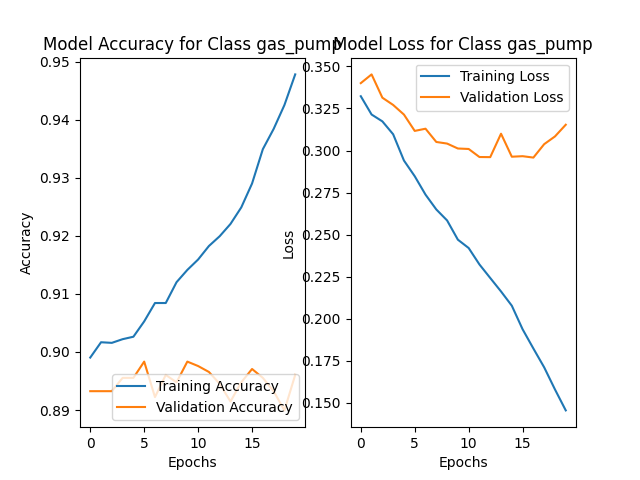 Model Accuracy for Class gas_pump
Model Loss for Class gas_pump
0.95
0.94
0.93
0.92
0.91
0.90
0.89
Accuracy
0
5
10
15
Epochs
Training Accuracy
Validation Accuracy
0.350
0.325
0.300
0.275
0.250
0.225
0.200
0.175
0.150
Loss
0
5
10
15
Epochs
Training Loss
Validation Loss